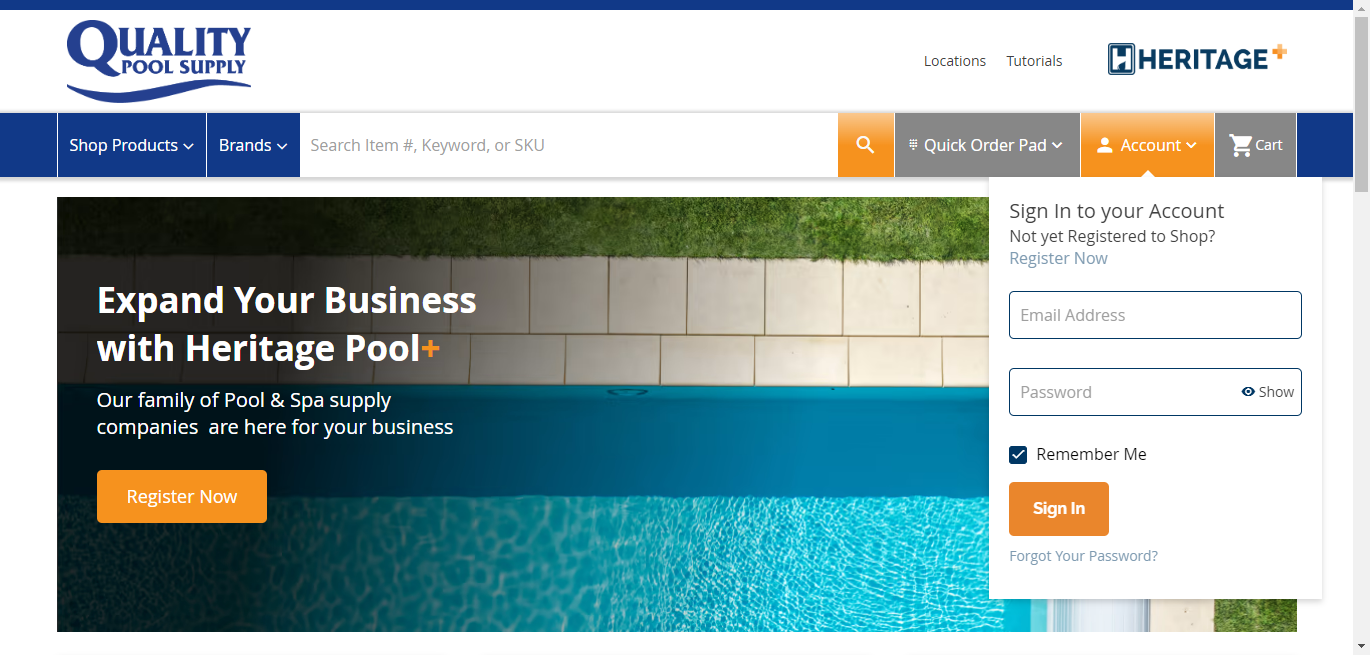 QUALITY
POOL SUPPLY
Locations
Tutorials
HERITAGE+
Shop Products
Brands
Search Item #, Keyword, or SKU
Quick Order Pad
Account
Cart
Expand Your Business
with Heritage Pool+
Our family of Pool & Spa supply
companies are here for your business
Register Now
Sign In to your Account
Not yet Registered to Shop?
Register Now
Email Address
Password
Show
Remember Me
Sign In
Forgot Your Password?